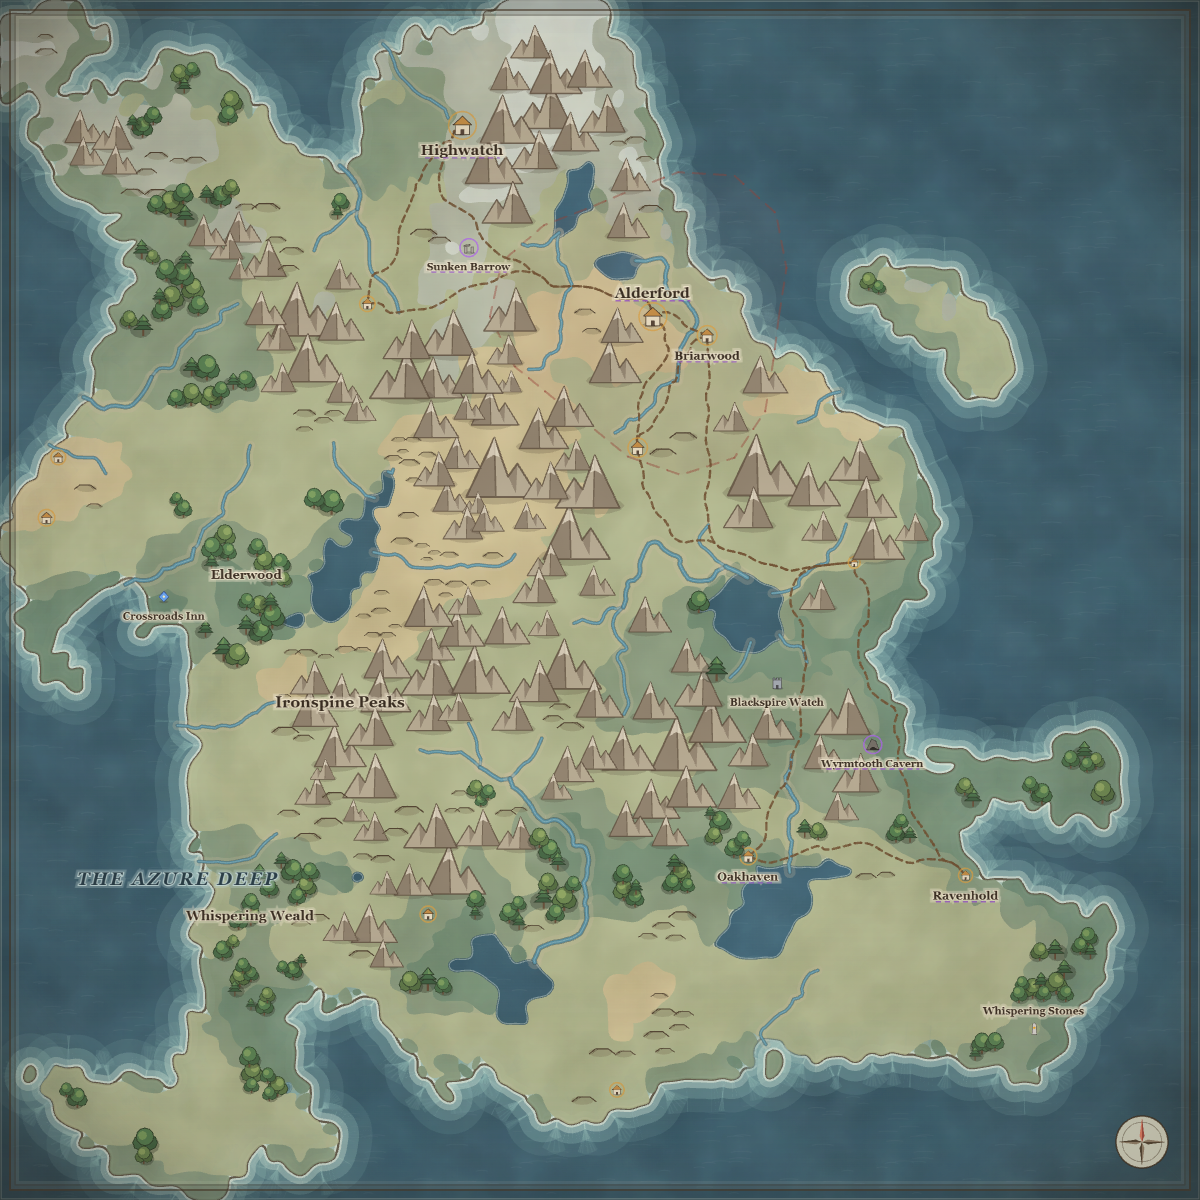 Highwatch
Sunken Barrow
Alderford
Briarwood
Elderwood
Crossroads Inn
Ironspine Peaks
Blackspire Watch
Wyrmtooth Cavern
THE AZURE DEEP
Oakhaven
Ravenhold
Whispering Weald
Whispering Stones